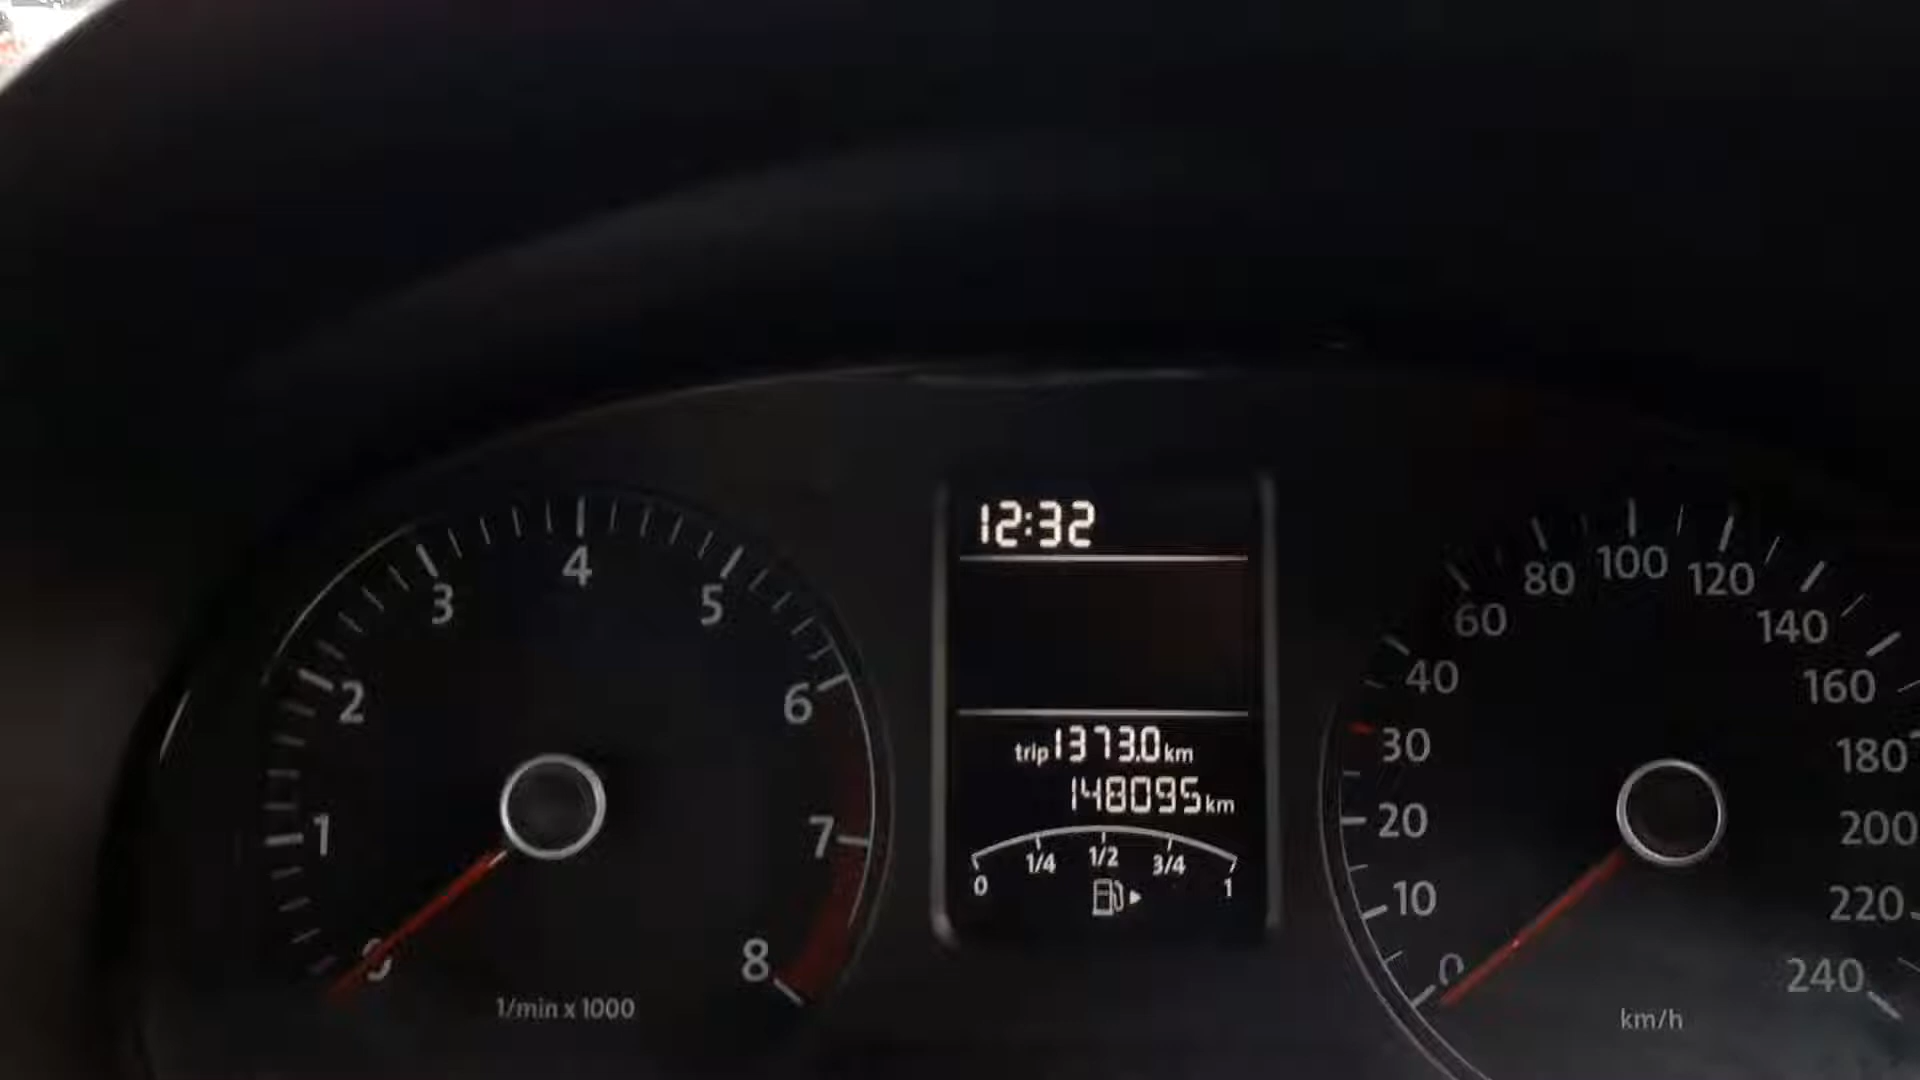 12:32
trip 1373.0 km
148095 km
0 1/4 1/2 3/4 1
0 1 2 3 4 5 6 7 8
1/min x 1000
0 10 20 30 40 60 80 100 120 140 160 180 200 220 240
km/h